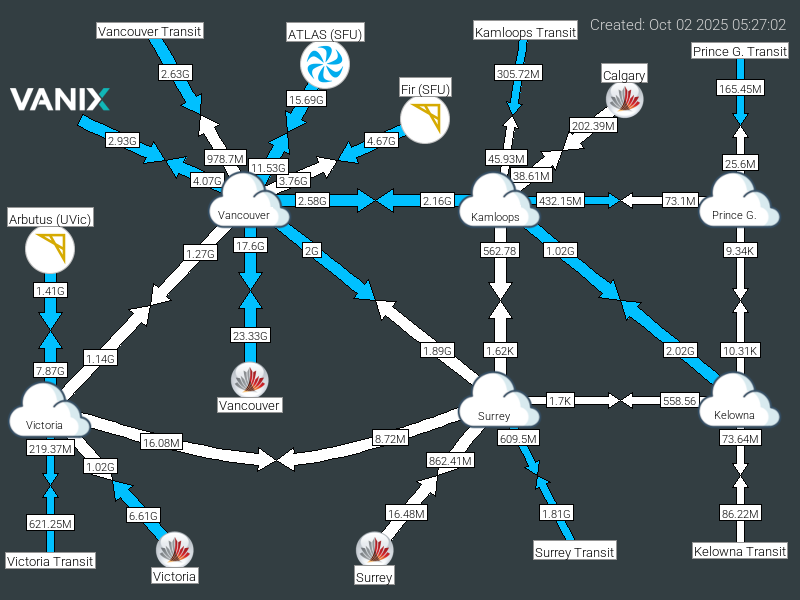 Created: Oct 02 2025 05:27:02
Vancouver Transit
ATLAS (SFU)
Kamloops Transit
Prince G. Transit
2.63G
305.72M
Calgary
165.45M
VANIX
15.69G
Fir (SFU)
2.93G
4.67G
202.39M
978.7M
11.53G
45.93M
25.6M
4.07G
3.76G
38.61M
2.58G
2.16G
432.15M
73.1M
Arbutus (UVic)
Vancouver
Kamloops
Prince G.
1.27G
17.6G
2G
562.78
1.02G
9.34K
1.41G
23.33G
1.14G
1.89G
1.62K
2.02G
10.31K
7.87G
Vancouver
1.7K
558.56
Victoria
Surrey
Kelowna
16.08M
8.72M
609.5M
73.64M
219.37M
1.02G
862.41M
621.25M
6.61G
16.48M
1.81G
86.22M
Victoria Transit
Surrey Transit
Kelowna Transit
Victoria
Surrey